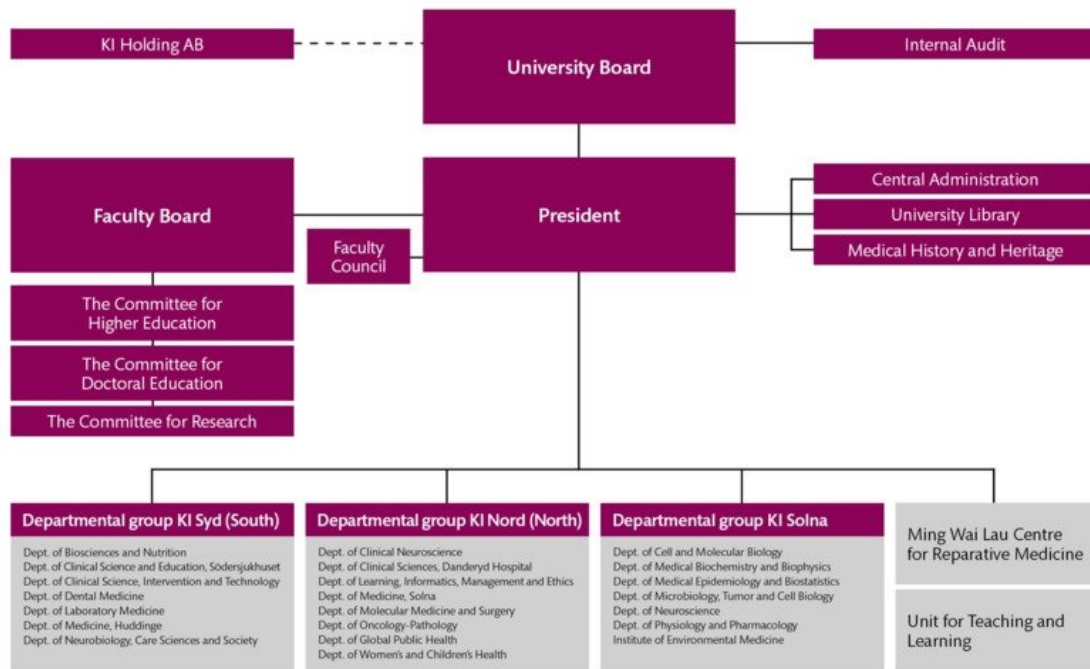 KI Holding AB
University Board
Internal Audit
Faculty Board
President
Central Administration
University Library
Medical History and Heritage
Faculty
Council
The Committee for
Higher Education
The Committee for
Doctoral Education
The Committee for Research
Departmental group KI Syd (South)
Dept. of Biosciences and Nutrition
Dept. of Clinical Science and Education, Södersjukhuset
Dept. of Clinical Science, Intervention and Technology
Dept. of Dental Medicine
Dept. of Laboratory Medicine
Dept. of Medicine, Huddinge
Dept. of Neurobiology, Care Sciences and Society
Departmental group KI Nord (North)
Dept. of Clinical Neuroscience
Dept. of Clinical Sciences, Danderyd Hospital
Dept. of Learning, Informatics, Management and Ethics
Dept. of Medicine, Solna
Dept. of Molecular Medicine and Surgery
Dept. of Oncology-Pathology
Dept. of Global Public Health
Dept. of Women's and Children's Health
Departmental group KI Solna
Dept. of Cell and Molecular Biology
Dept. of Medical Biochemistry and Biophysics
Dept. of Medical Epidemiology and Biostatistics
Dept. of Microbiology, Tumor and Cell Biology
Dept. of Neuroscience
Dept. of Physiology and Pharmacology
Institute of Environmental Medicine
Ming Wai Lau Centre
for Reparative Medicine
Unit for Teaching and
Learning